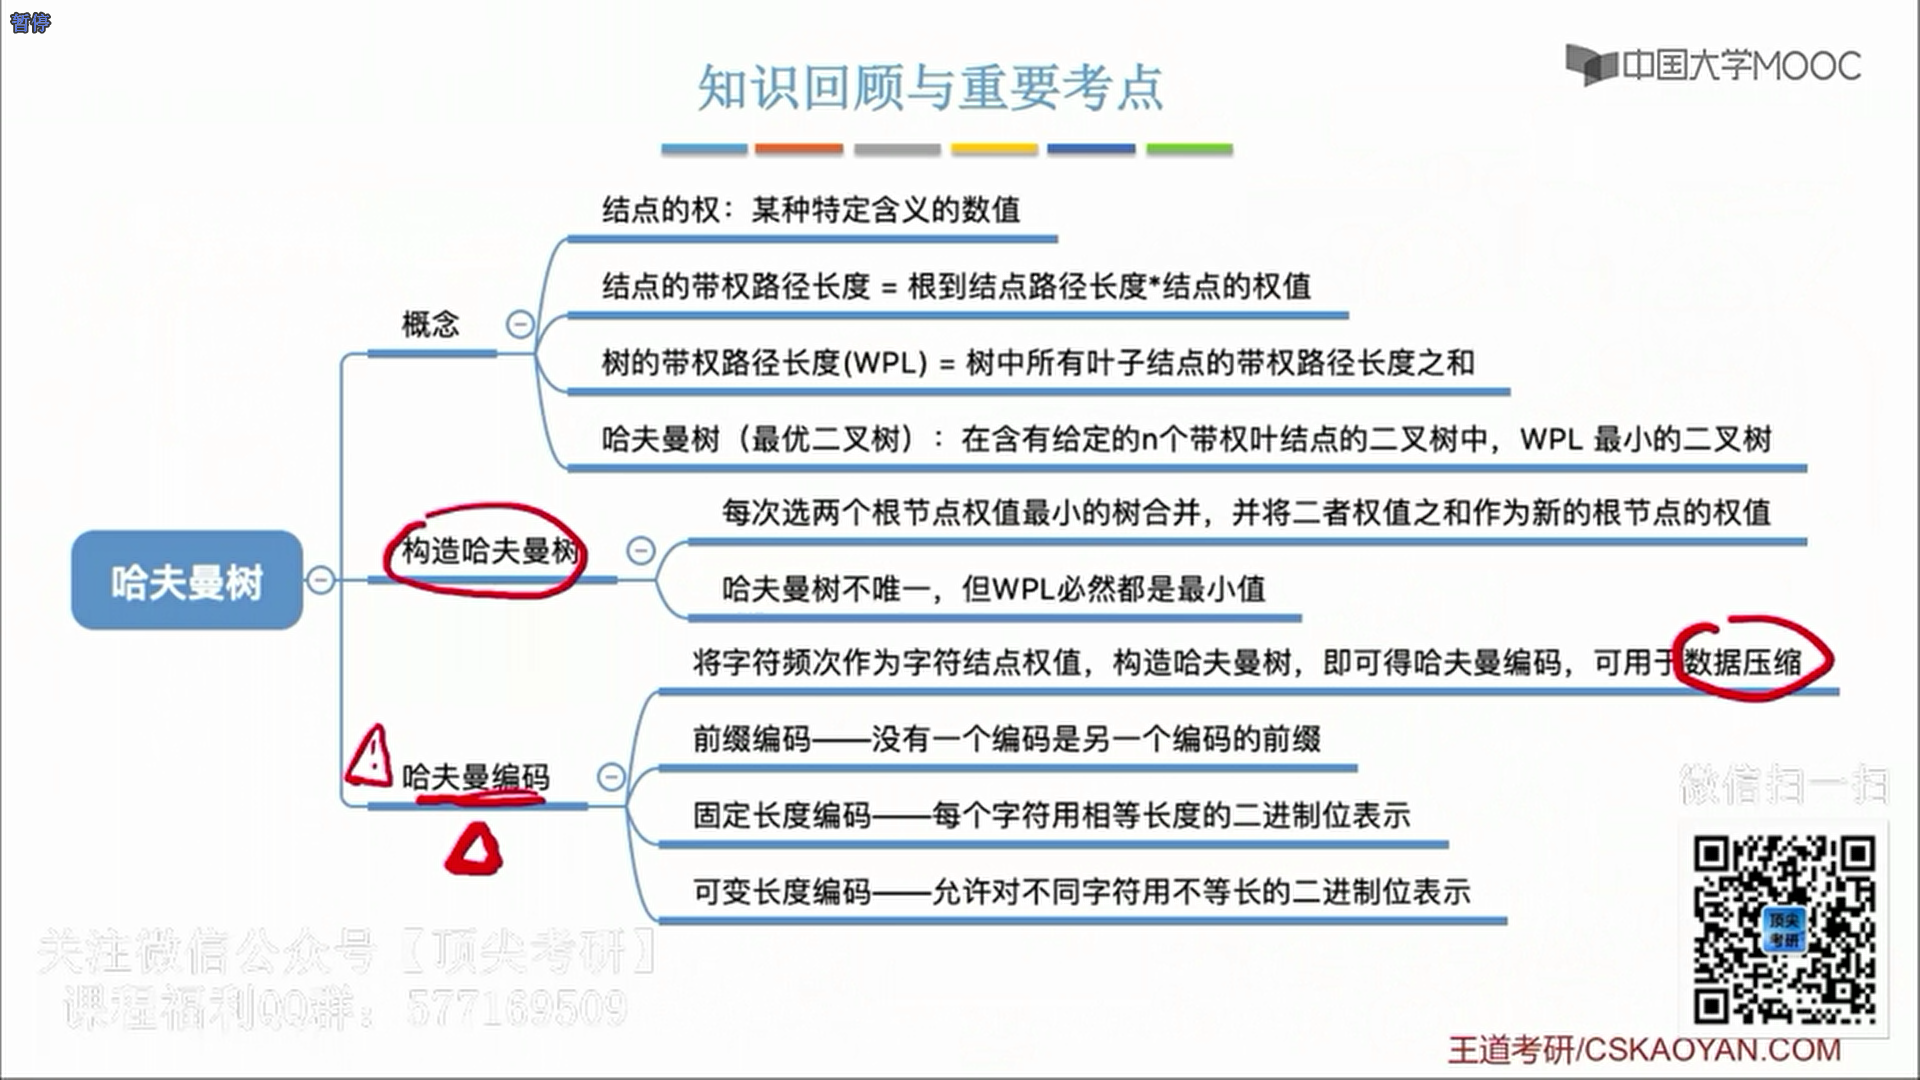 暂停
中国大学MOOC
知识回顾与重要考点
结点的权：某种特定含义的数值
结点的带权路径长度 = 根到结点路径长度*结点的权值
概念
树的带权路径长度(WPL) = 树中所有叶子结点的带权路径长度之和
哈夫曼树（最优二叉树）：在含有给定的n个带权叶结点的二叉树中，WPL 最小的二叉树
每次选两个根节点权值最小的树合并，并将二者权值之和作为新的根节点的权值
构造哈夫曼树
哈夫曼树
哈夫曼树不唯一，但WPL必然都是最小值
将字符频次作为字符结点权值，构造哈夫曼树，即可得哈夫曼编码，可用于数据压缩
前缀编码——没有一个编码是另一个编码的前缀
哈夫曼编码
固定长度编码——每个字符用相等长度的二进制位表示
可变长度编码——允许对不同字符用不等长的二进制位表示
微信扫一扫
顶尖
考研
关注微信公众号【顶尖考研】
课程福利QQ群：577169509
王道考研/CSKAOYAN.COM